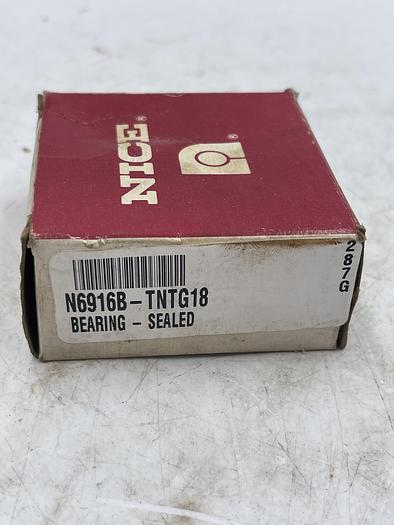 NICE®
®
N6916B-TNTG18
BEARING - SEALED
287G